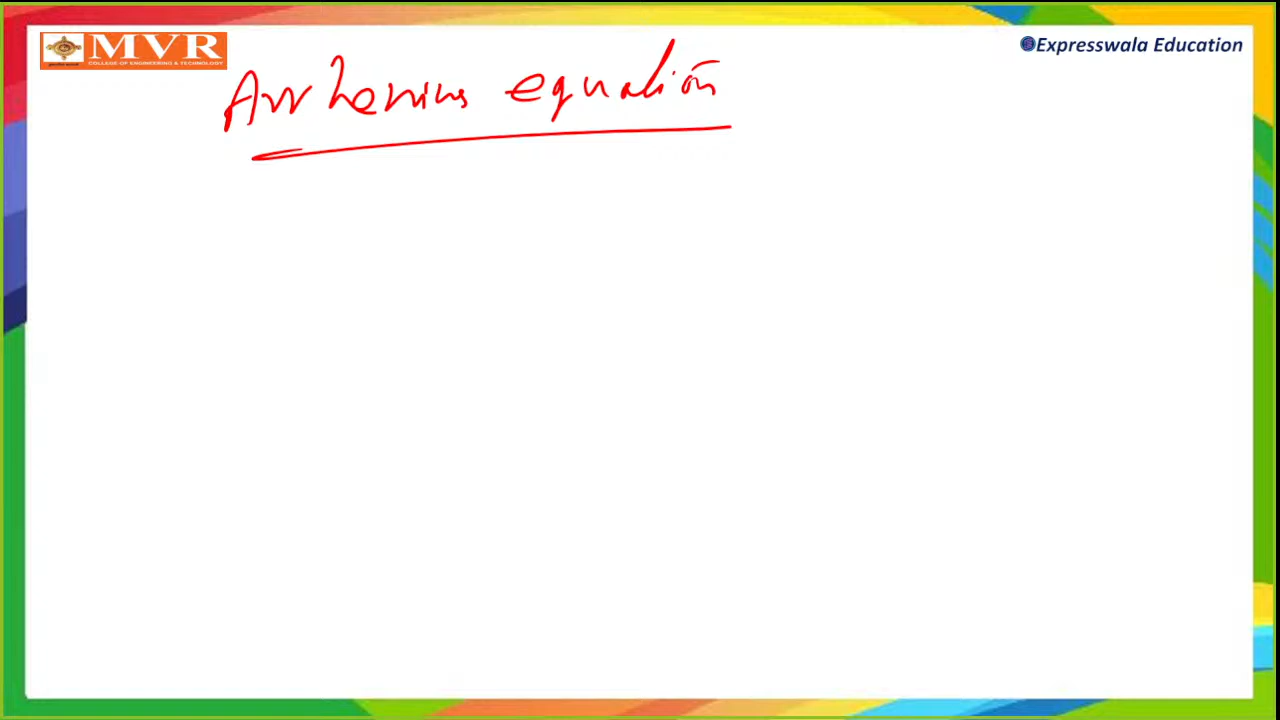 MVR
COLLEGE OF ENGINEERING & TECHNOLOGY
Expresswala Education
Arrhenius equation